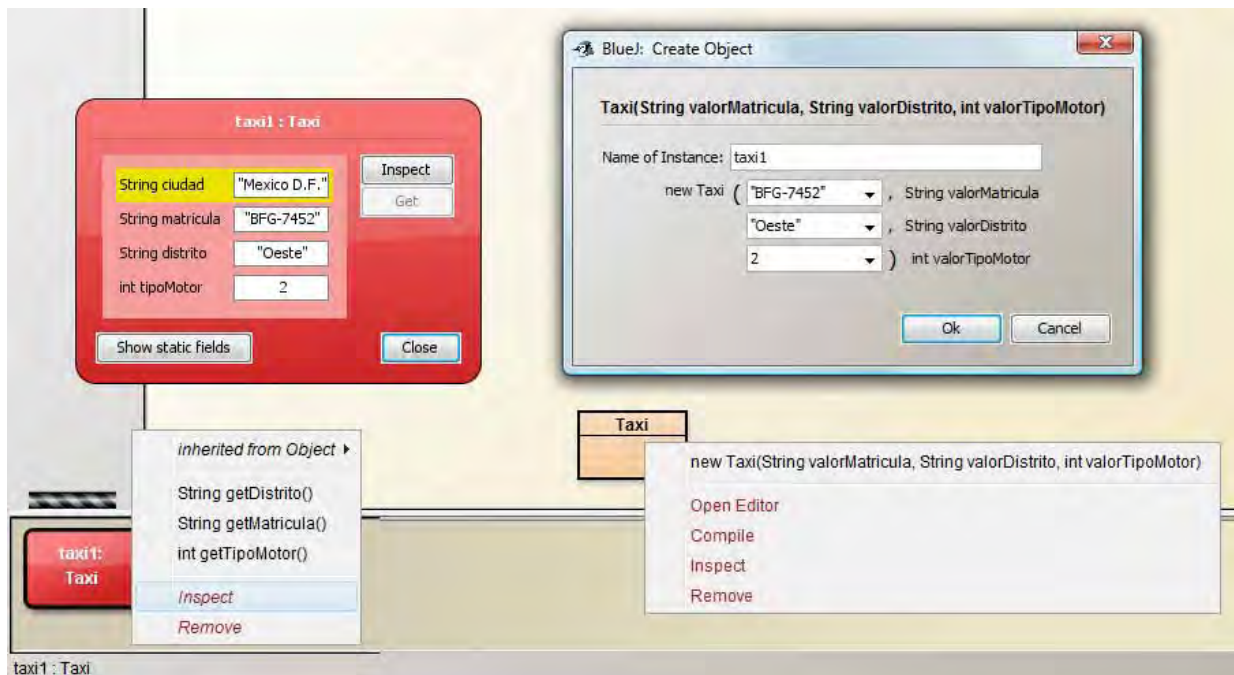 BlueJ: Create Object
Taxi(String valorMatricula, String valorDistrito, int valorTipoMotor)
Name of Instance: taxi1
new Taxi ( "BFG-7452" , String valorMatricula
"Oeste" , String valorDistrito
2 ) int valorTipoMotor
Ok Cancel
taxi1 : Taxi
String ciudad "Mexico D.F."
String matricula "BFG-7452"
String distrito "Oeste"
int tipoMotor 2
Inspect
Get
Show static fields Close
Taxi
new Taxi(String valorMatricula, String valorDistrito, int valorTipoMotor)
Open Editor
Compile
Inspect
Remove
inherited from Object
String getDistrito()
String getMatricula()
int getTipoMotor()
Inspect
Remove
taxi1:
Taxi
taxi1 : Taxi